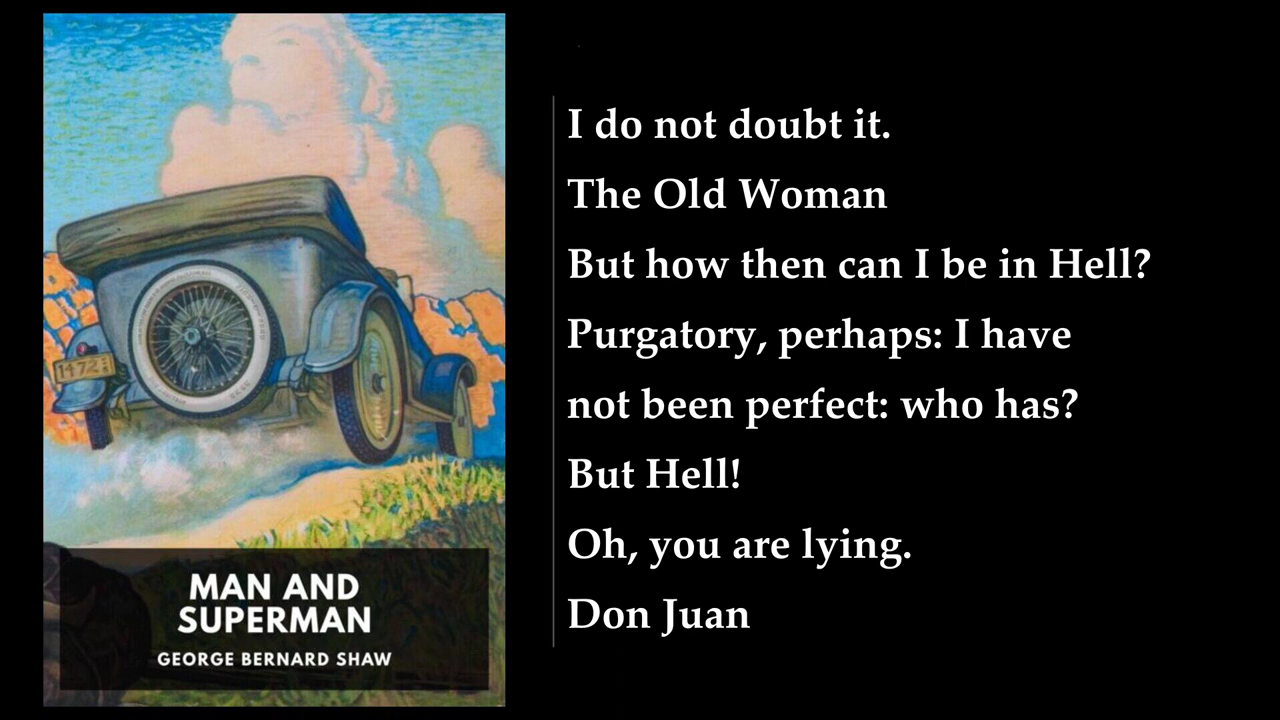 I do not doubt it.
The Old Woman
But how then can I be in Hell?
Purgatory, perhaps: I have
not been perfect: who has?
But Hell!
Oh, you are lying.
Don Juan
1472
MAN AND
SUPERMAN
GEORGE BERNARD SHAW